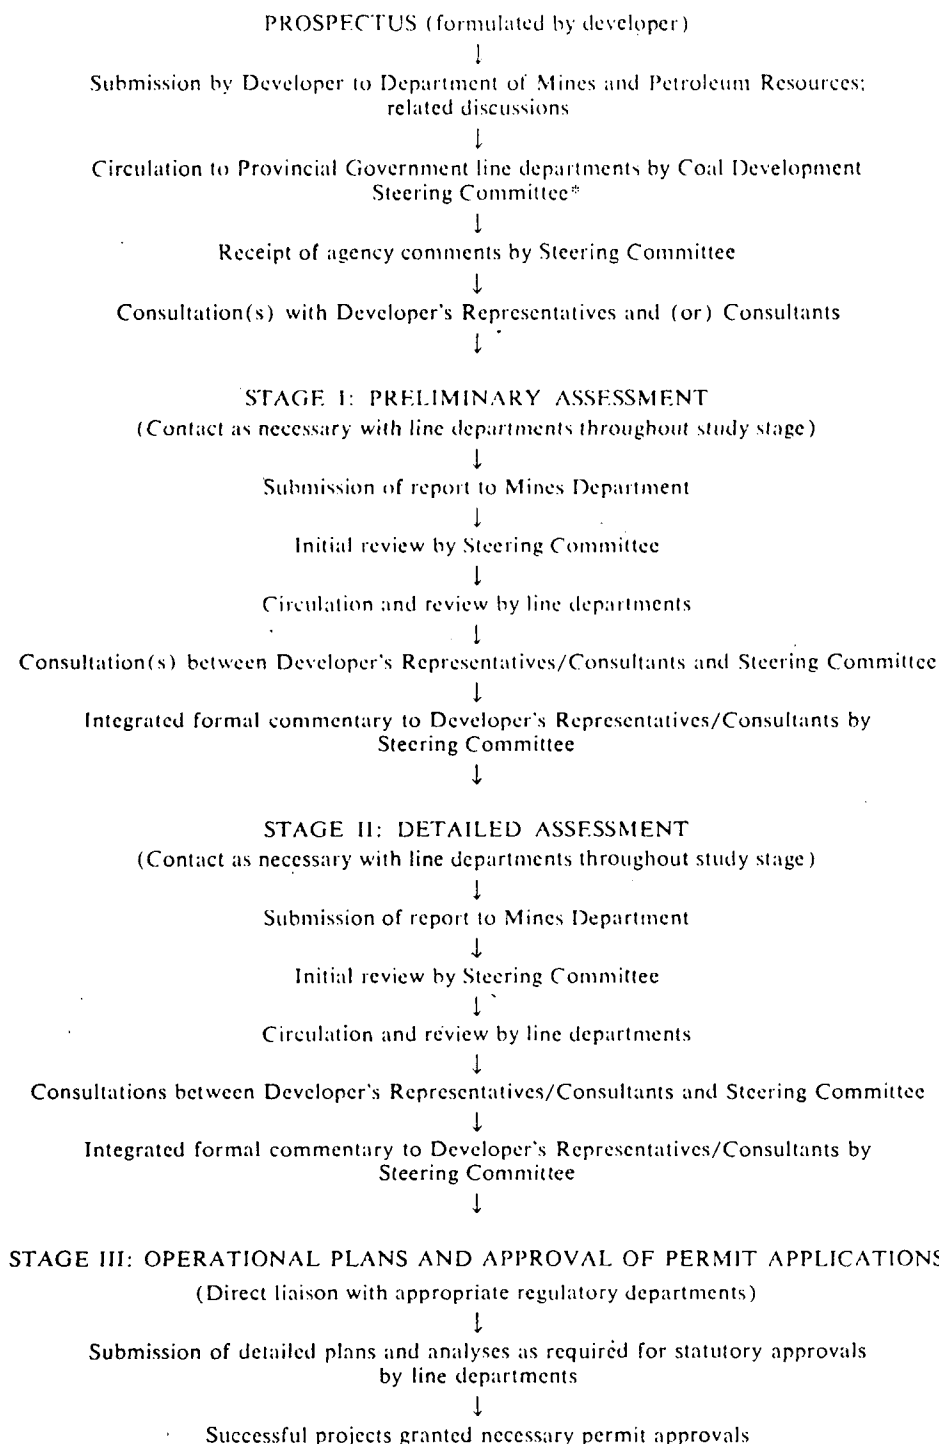 PROSPECTUS (formulated by developer)
↓
Submission by Developer to Department of Mines and Petroleum Resources;
related discussions
↓
Circulation to Provincial Government line departments by Coal Development
Steering Committee*
↓
Receipt of agency comments by Steering Committee
↓
Consultation(s) with Developer's Representatives and (or) Consultants
↓
STAGE I: PRELIMINARY ASSESSMENT
(Contact as necessary with line departments throughout study stage)
↓
Submission of report to Mines Department
↓
Initial review by Steering Committee
↓
Circulation and review by line departments
↓
Consultation(s) between Developer's Representatives/Consultants and Steering Committee
↓
Integrated formal commentary to Developer's Representatives/Consultants by
Steering Committee
↓
STAGE II: DETAILED ASSESSMENT
(Contact as necessary with line departments throughout study stage)
↓
Submission of report to Mines Department
↓
Initial review by Steering Committee
↓
Circulation and review by line departments
↓
Consultations between Developer's Representatives/Consultants and Steering Committee
↓
Integrated formal commentary to Developer's Representatives/Consultants by
Steering Committee
↓
STAGE III: OPERATIONAL PLANS AND APPROVAL OF PERMIT APPLICATIONS
(Direct liaison with appropriate regulatory departments)
↓
Submission of detailed plans and analyses as required for statutory approvals
by line departments
↓
Successful projects granted necessary permit approvals